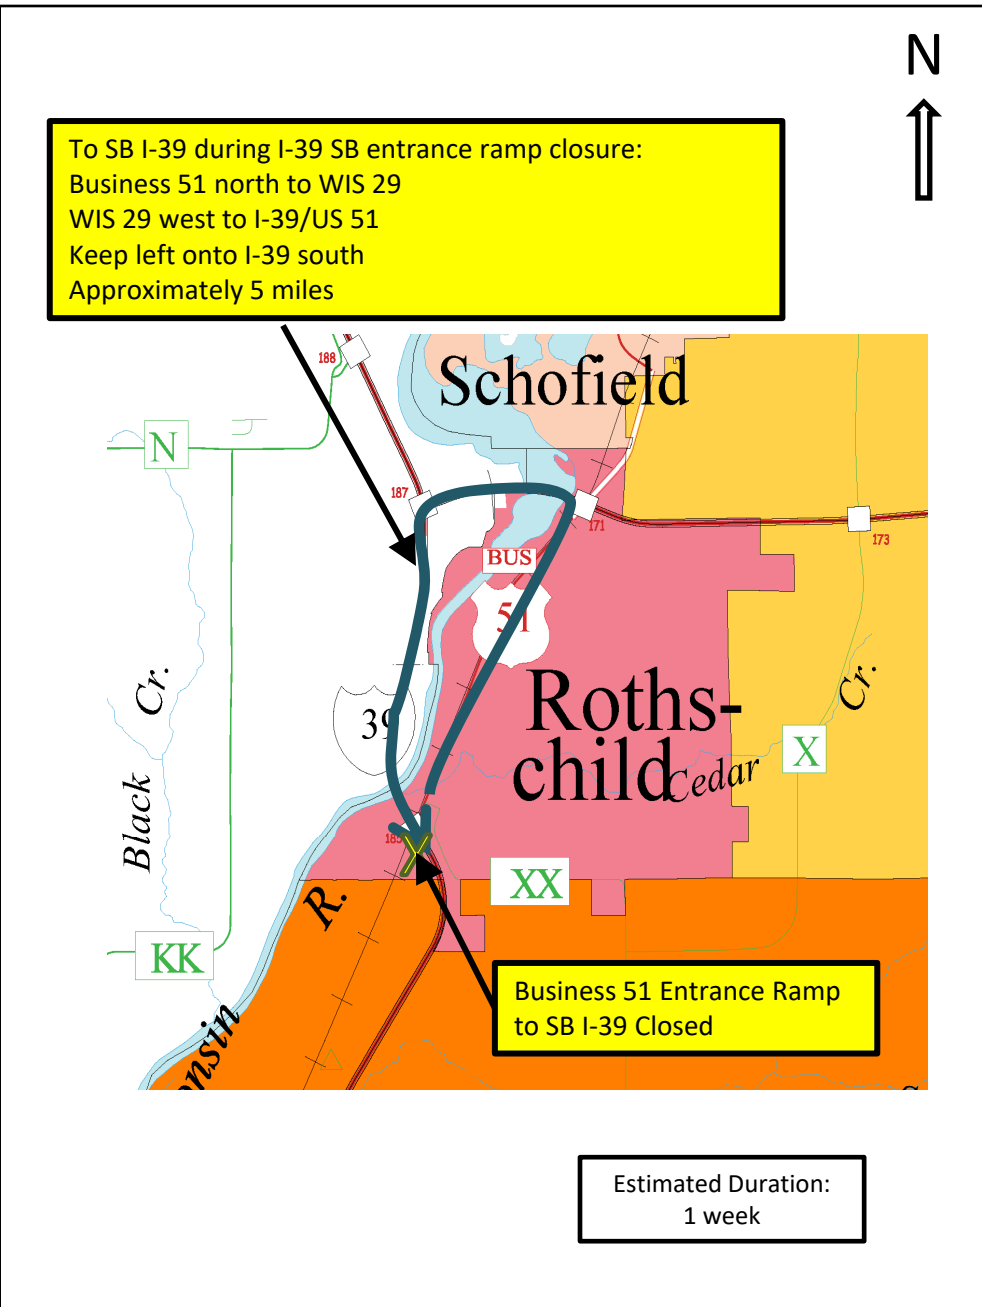 N
To SB I-39 during I-39 SB entrance ramp closure:
Business 51 north to WIS 29
WIS 29 west to I-39/US 51
Keep left onto I-39 south
Approximately 5 miles
188
Schofield
N
187
171
173
BUS
51
Cr.
Cr.
Roths-
39
X
child
Cedar
Black
185
XX
R.
KK
onsin
Business 51 Entrance Ramp
to SB I-39 Closed
Estimated Duration:
1 week